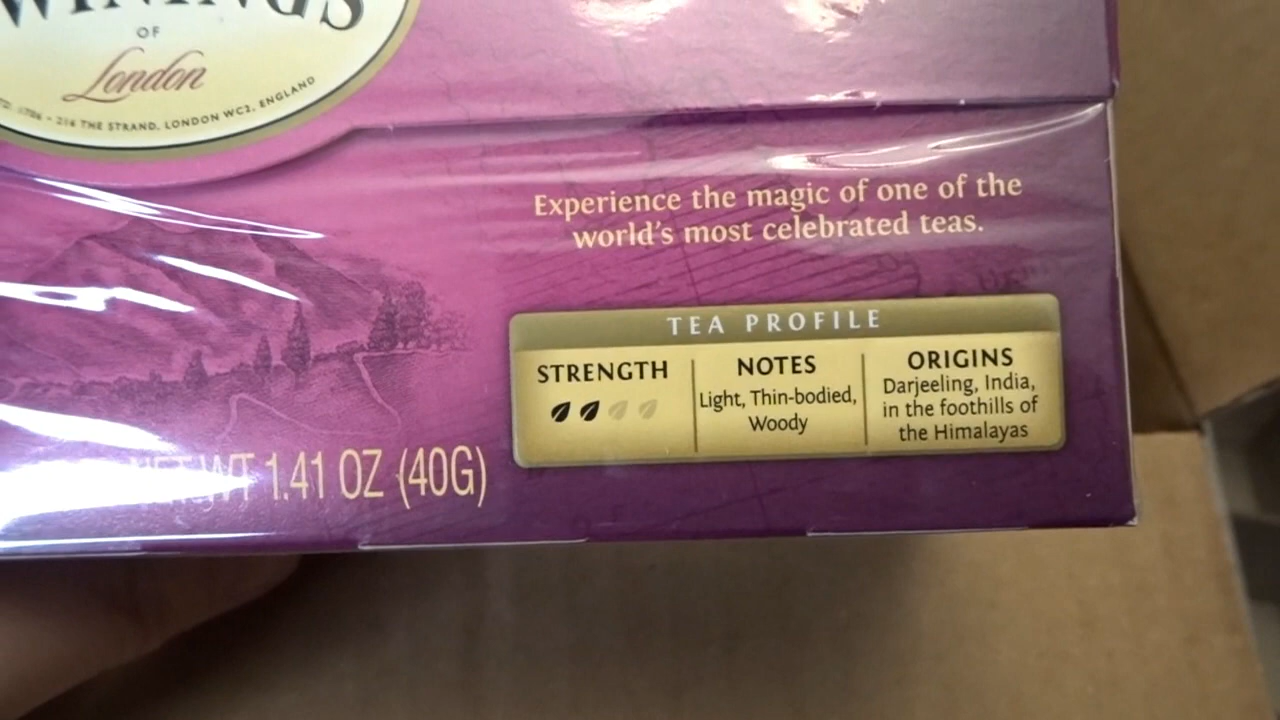 OF
London
216 THE STRAND, LONDON WC2, ENGLAND
Experience the magic of one of the
world's most celebrated teas.
TEA PROFILE
STRENGTH
NOTES
Light, Thin-bodied,
Woody
ORIGINS
Darjeeling, India,
in the foothills of
the Himalayas
NET WT 1.41 OZ (40G)